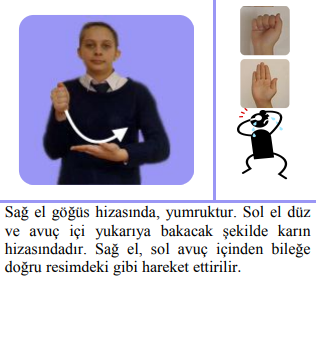 Sağ el göğüs hizasında, yumruktur. Sol el düz
ve avuç içi yukarıya bakacak şekilde karın
hizasındadır. Sağ el, sol avuç içinden bileğe
doğru resimdeki gibi hareket ettirilir.